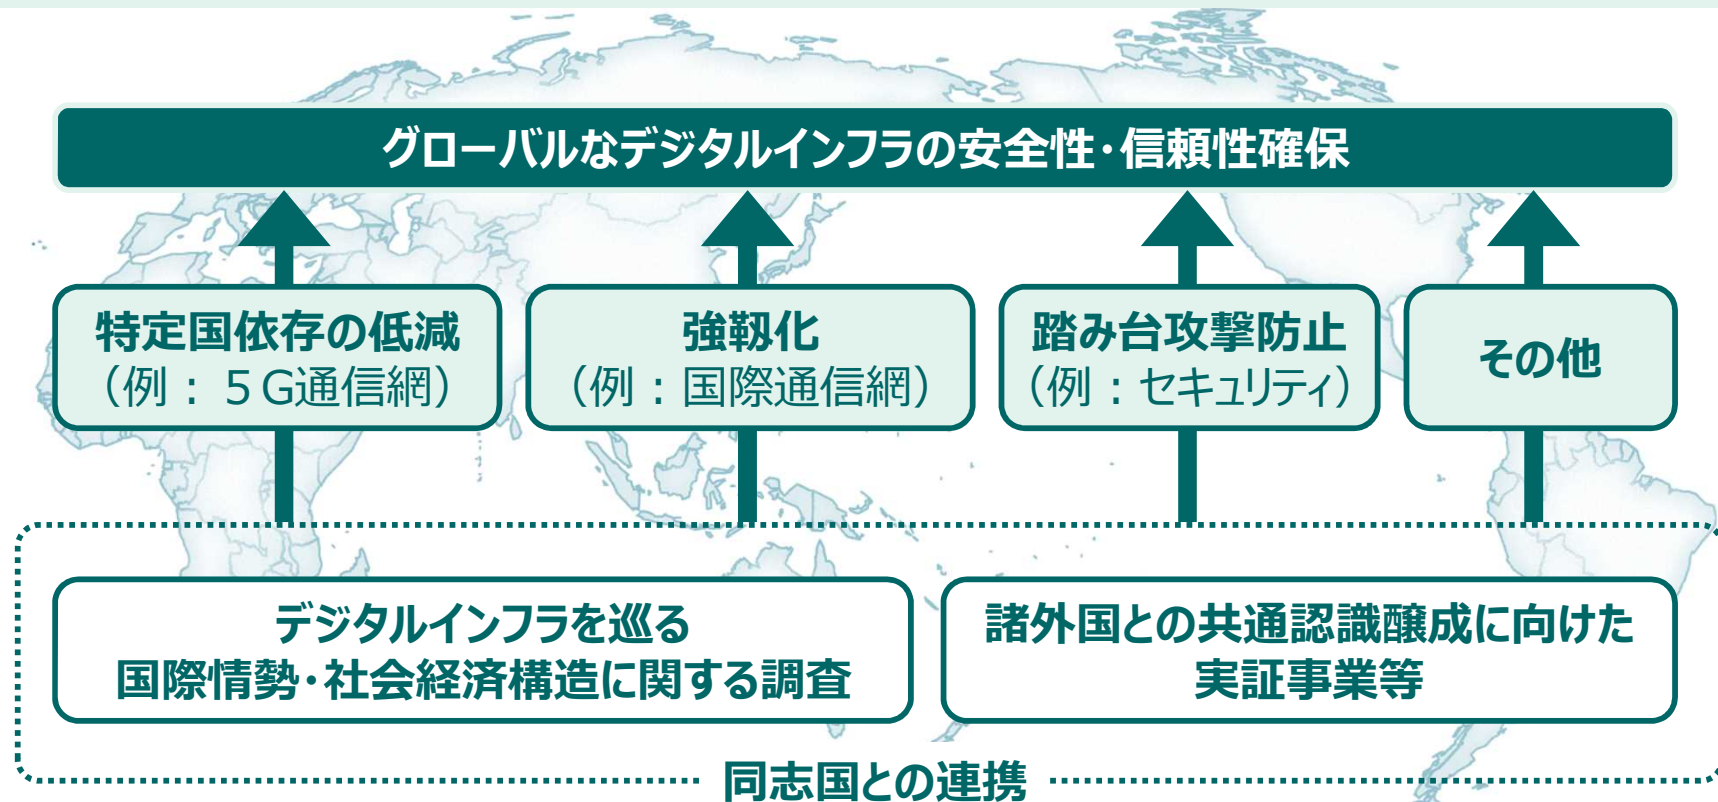 グローバルなデジタルインフラの安全性・信頼性確保
特定国依存の低減
（例：５G通信網）
強靱化
（例：国際通信網）
踏み台攻撃防止
（例：セキュリティ）
その他
デジタルインフラを巡る
国際情勢・社会経済構造に関する調査
諸外国との共通認識醸成に向けた
実証事業等
同志国との連携